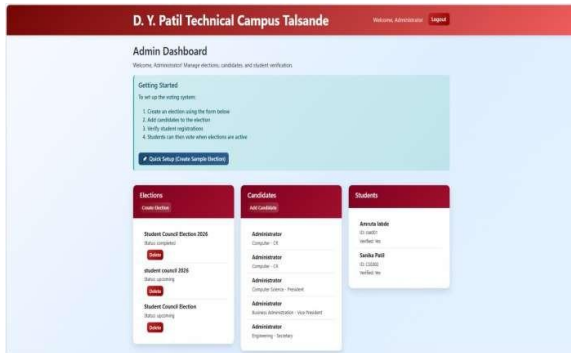 D. Y. Patil Technical Campus Talsande
Welcome, Administrator Logout
Admin Dashboard
Welcome, Administrator! Manage elections, candidates, and student verification.
Getting Started
To set up the voting system:
1. Create an election using the form below
2. Add candidates to the election
3. Verify student registrations
4. Students can then vote when elections are active
Quick Setup (Create Sample Election)
Elections
Create Election
Student Council Election 2026
Status: completed
Delete
student council 2026
Status: upcoming
Delete
Student Council Election
Status: upcoming
Delete
Candidates
Add Candidate
Administrator
Computer - CR
Administrator
Computer - CR
Administrator
Computer Science - President
Administrator
Business Administration - Vice President
Administrator
Engineering - Secretary
Students
Amruta
ID:
Verified: Yes
Sanika Patil
ID:
Verified: Yes